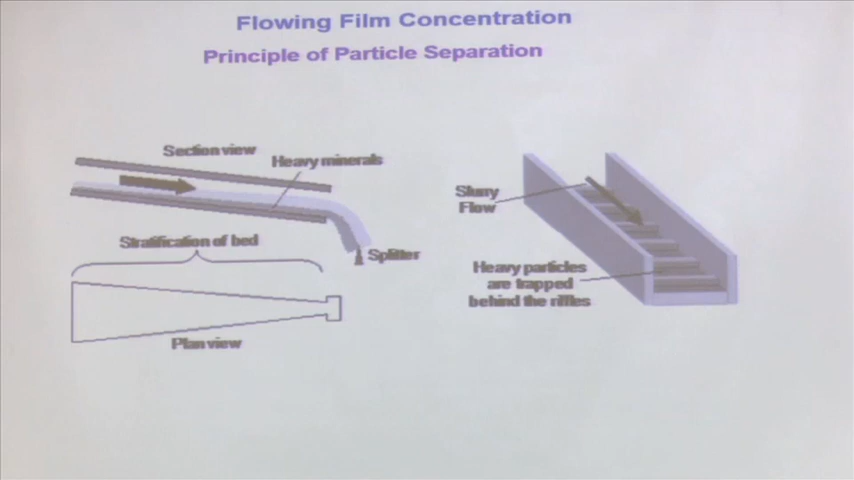 Flowing Film Concentration
Principle of Particle Separation
Section view
Heavy minerals
Stratification of bed
Splitter
Plan view
Slurry
Flow
Heavy particles
are trapped
behind the riffles